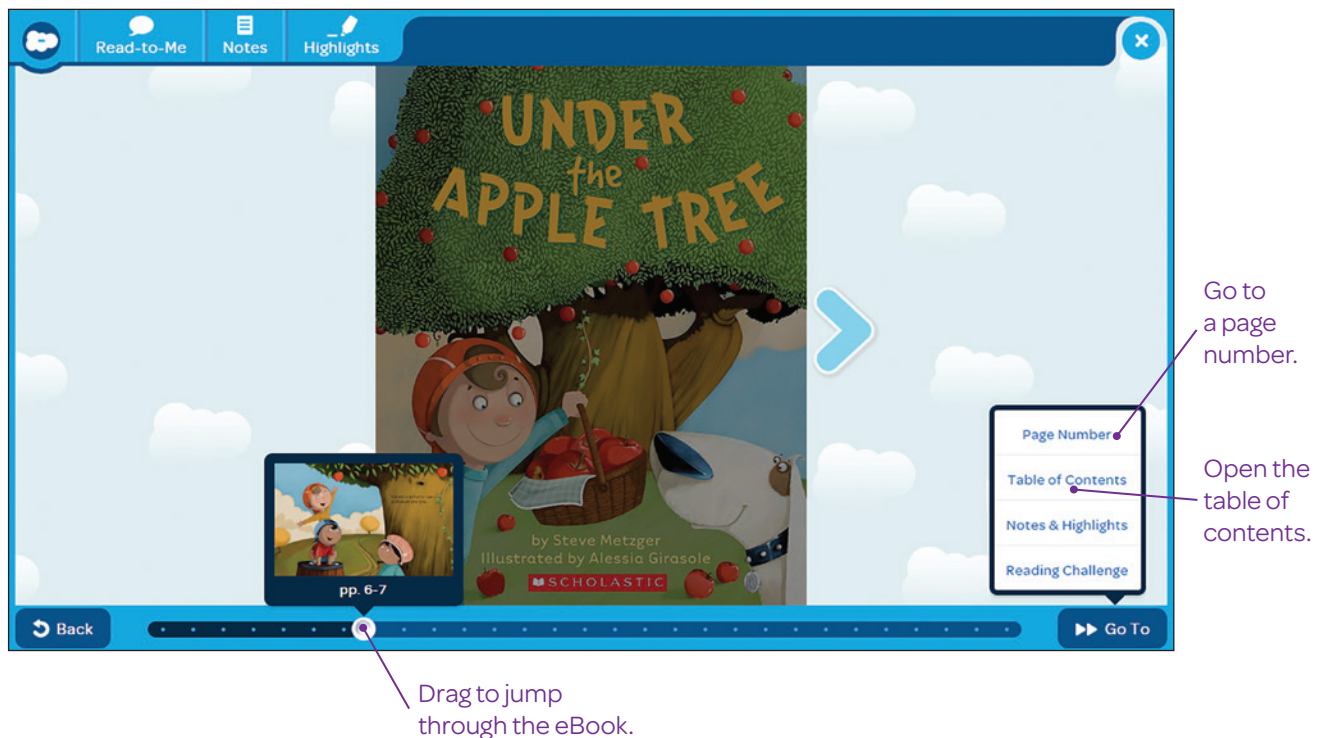 Read-to-Me
Notes
Highlights
UNDER
the
APPLE TREE
Go to
a page
number.
Page Number
Table of Contents
Open the
table of
contents.
Notes & Highlights
by Steve Metzger
Illustrated by Alessia Girasole
Reading Challenge
SCHOLASTIC
pp. 6-7
Back
Go To
Drag to jump
through the eBook.